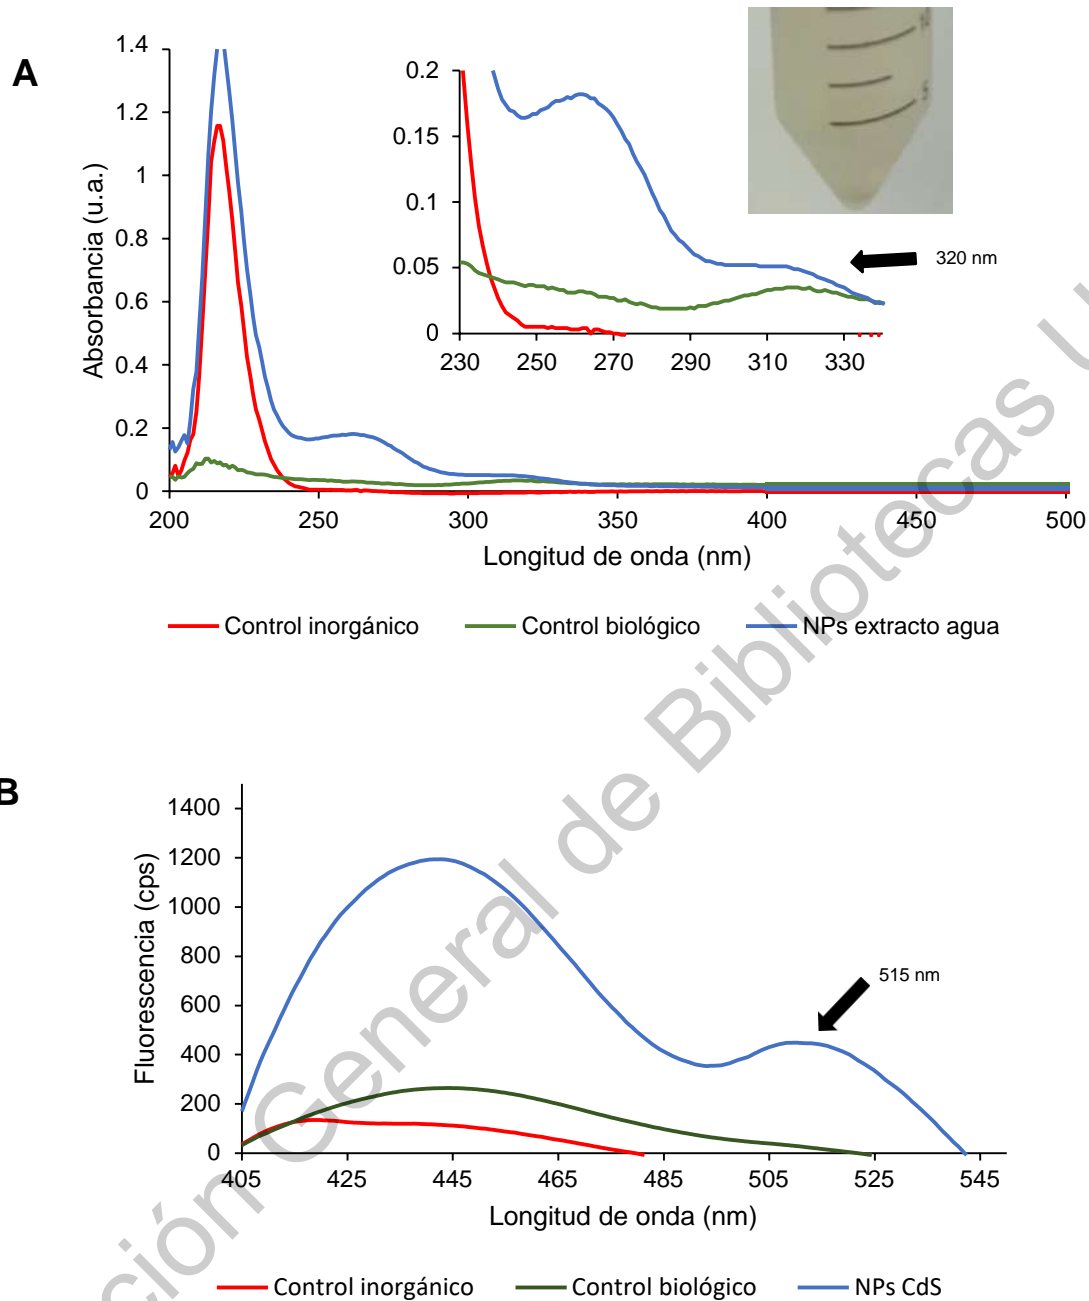 A
1.4
1.2
1
0.8
0.6
0.4
0.2
0
Absorbancia (u.a.)
200 250 300 350 400 450 500
Longitud de onda (nm)
0.2
0.15
0.1
0.05
0
230 250 270 290 310 330
320 nm
Control inorgánico Control biológico NPs extracto agua
B
1400
1200
1000
800
600
400
200
0
Fluorescencia (cps)
405 425 445 465 485 505 525 545
Longitud de onda (nm)
515 nm
Control inorgánico Control biológico NPs CdS
ción General de Bibliotecas U